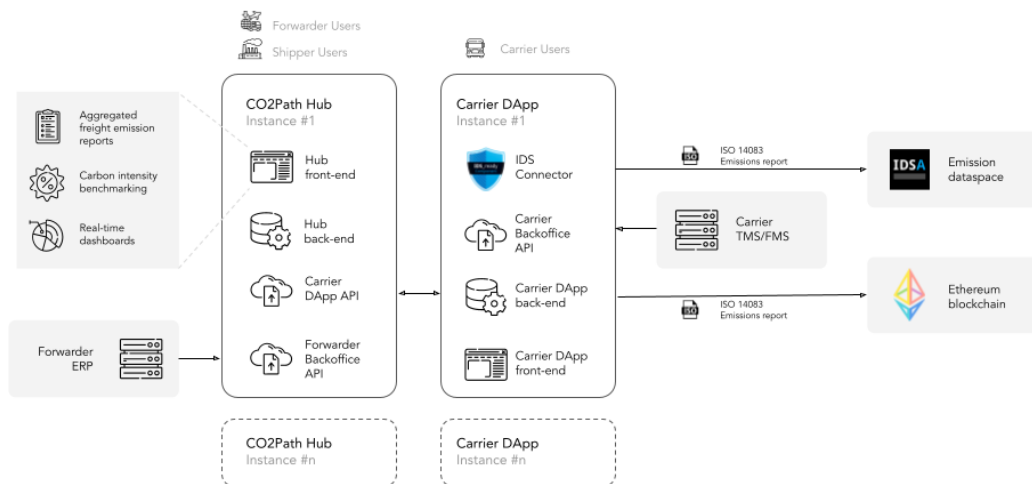 Forwarder Users
Shipper Users
Carrier Users
Aggregated
freight emission
reports
Carbon intensity
benchmarking
Real-time
dashboards
Forwarder
ERP
CO2Path Hub
Instance #1
Hub
front-end
Hub
back-end
Carrier
DApp API
Forwarder
Backoffice
API
CO2Path Hub
Instance #n
Carrier DApp
Instance #1
IDS
Connector
Carrier
Backoffice
API
Carrier DApp
back-end
Carrier DApp
front-end
Carrier DApp
Instance #n
ISO
ISO 14083
Emissions report
IDSA
Emission
dataspace
Carrier
TMS/FMS
ISO
ISO 14083
Emissions report
Ethereum
blockchain